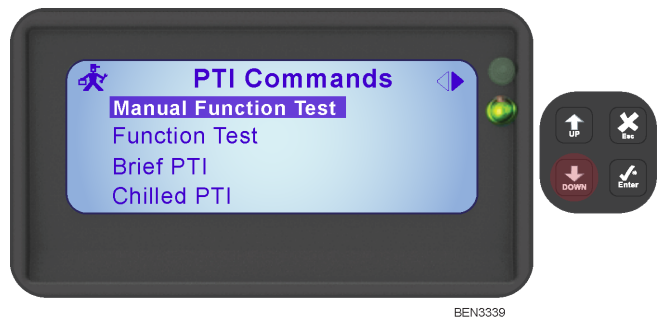 PTI Commands
Manual Function Test
Function Test
Brief PTI
Chilled PTI
UP
Esc
DOWN
Enter
BEN3339